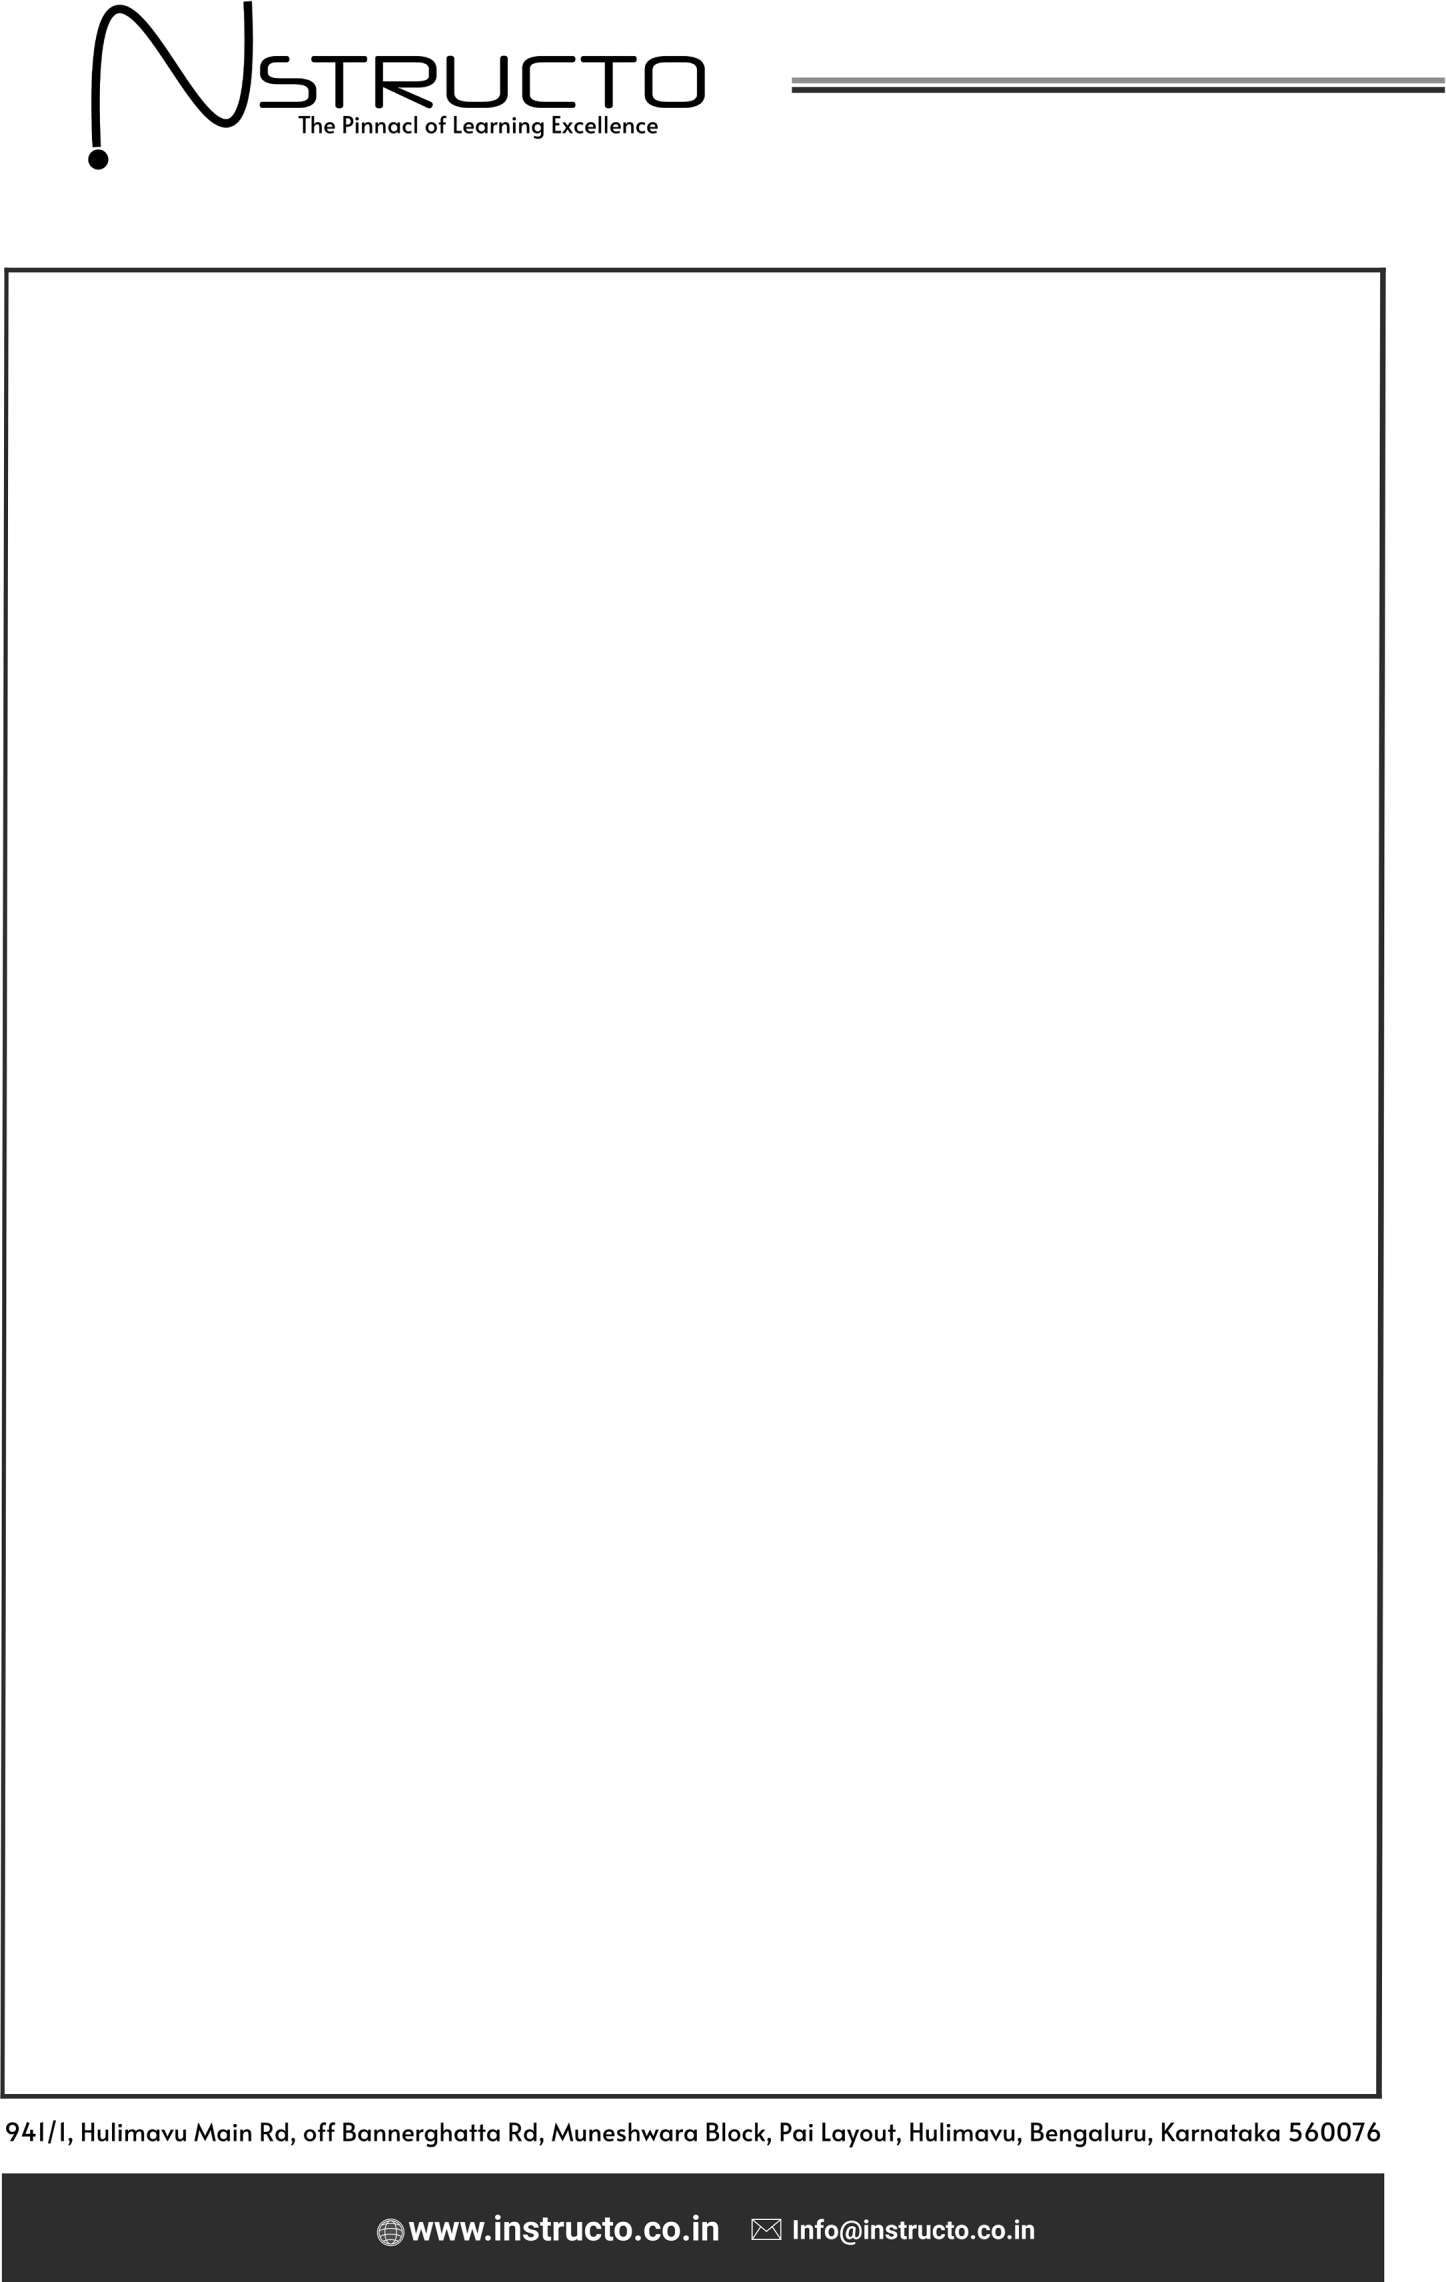 NSTRUCTO
The Pinnacl of Learning Excellence
941/1, Hulimavu Main Rd, off Bannerghatta Rd, Muneshwara Block, Pai Layout, Hulimavu, Bengaluru, Karnataka 560076
www.instructo.co.in Info@instructo.co.in